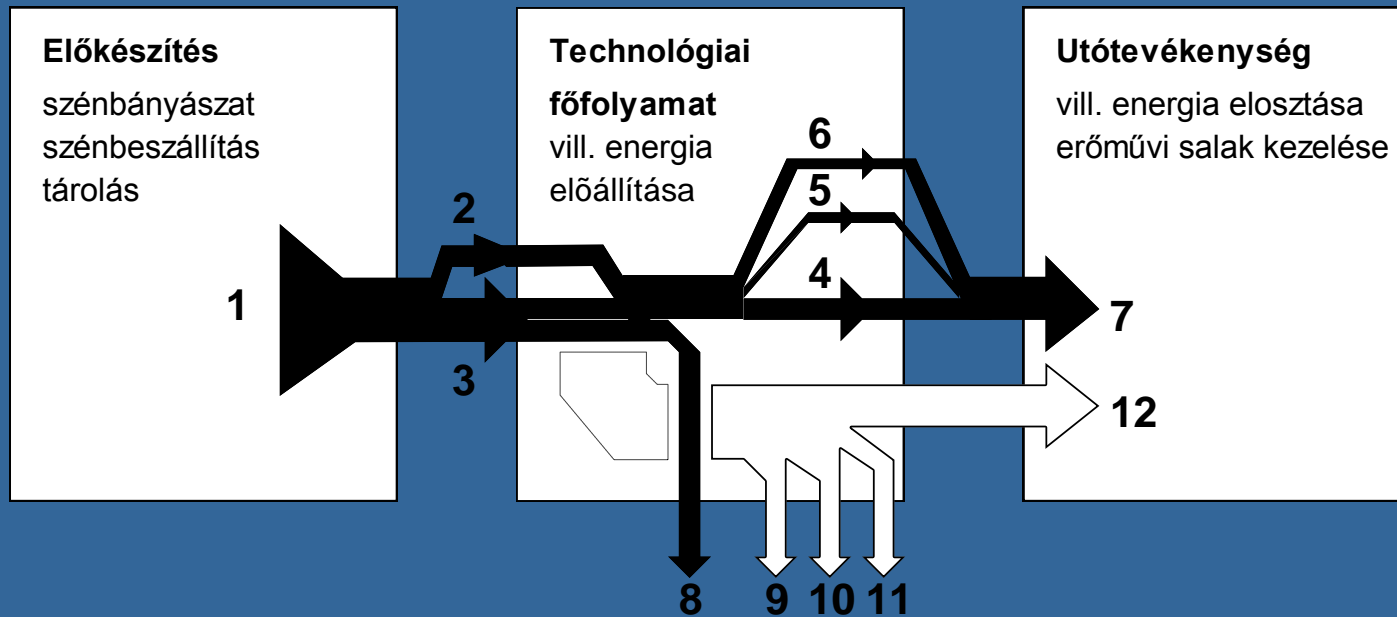 Előkészítés
szénbányászat
szénbeszállítás
tárolás
Technológiai
főfolyamat
vill. energia
elõállítása
Utótevékenység
vill. energia elosztása
erőművi salak kezelése
6
5
2
4
1
7
3
12
8
9
10
11